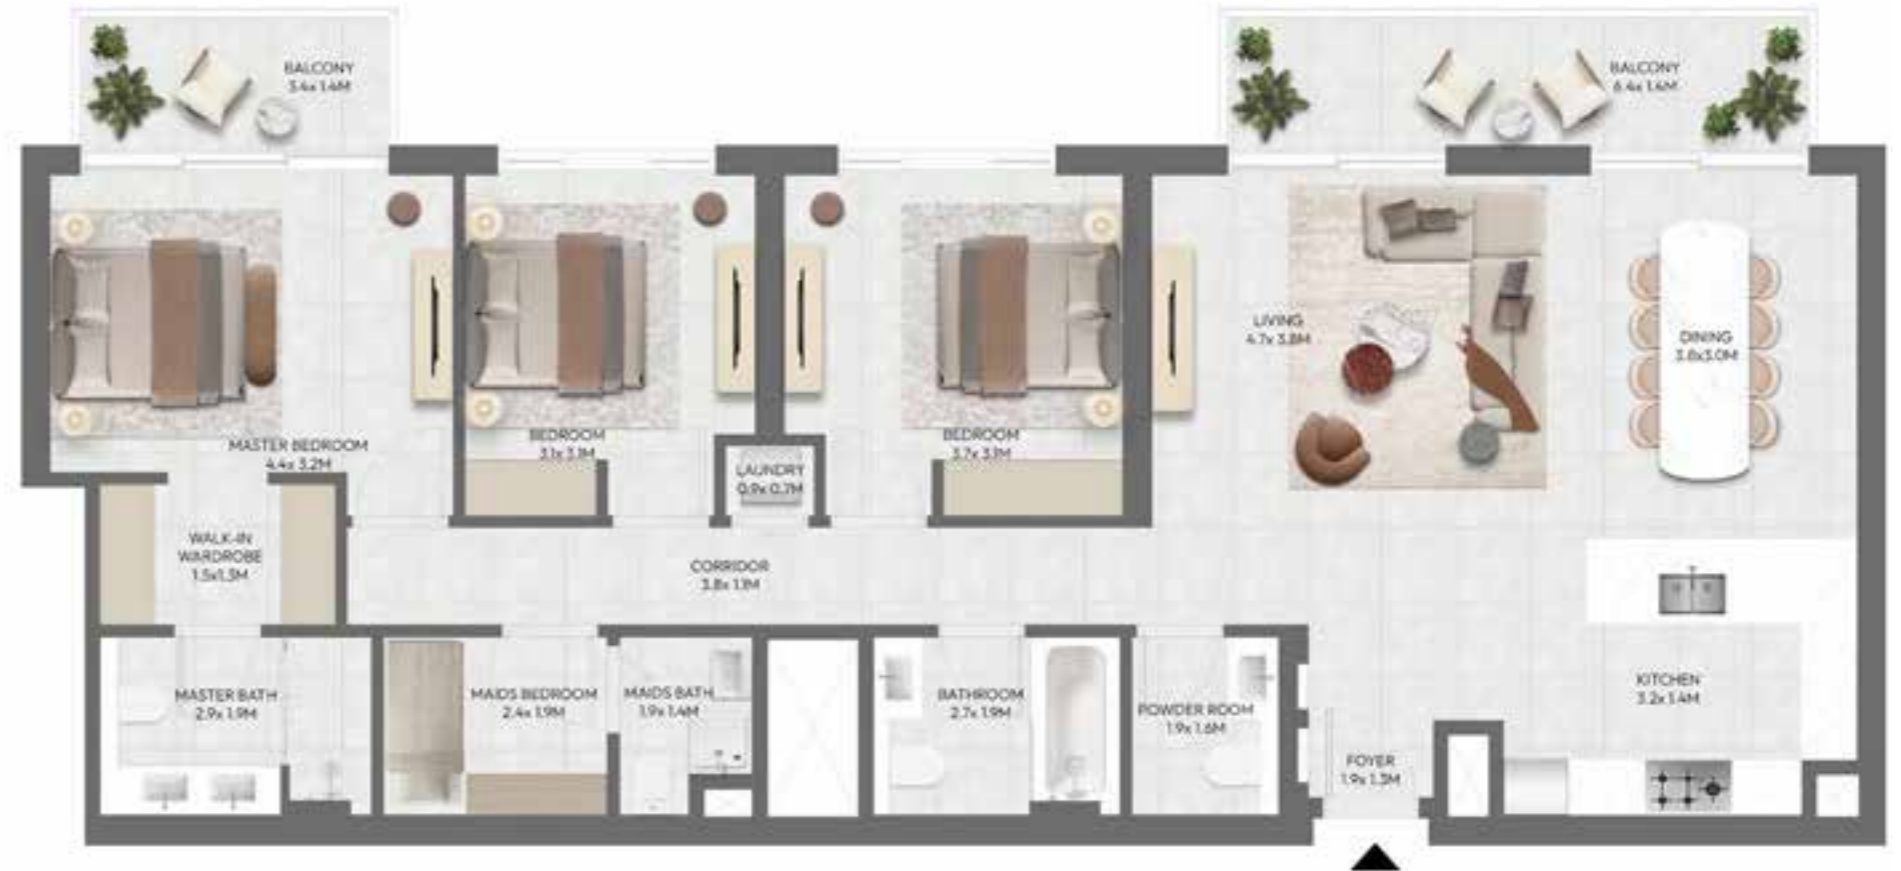 BALCONY
3.4x 1.4M
BALCONY
6.4x 1.4M
MASTER BEDROOM
4.4x 3.2M
BEDROOM
3.1x 3.1M
LAUNDRY
0.9x 0.7M
BEDROOM
3.7x 3.1M
LIVING
4.7x 3.8M
DINING
3.8x3.0M
WALK-IN
WARDROBE
1.5x1.3M
CORRIDOR
3.8x 1.1M
MASTER BATH
2.9x 1.9M
MAIDS BEDROOM
2.4x 1.9M
MAIDS BATH
1.9x 1.4M
BATHROOM
2.7x 1.9M
POWDER ROOM
1.9x 1.6M
FOYER
1.9x 1.3M
KITCHEN
3.2x 1.4M